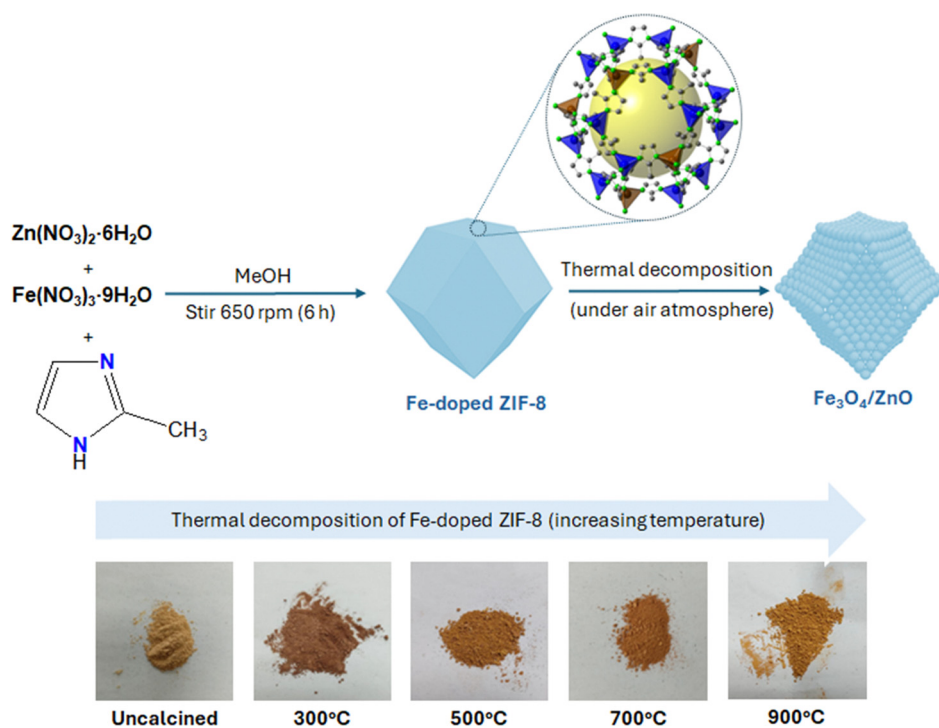 Zn(NO₃)₂·6H₂O
+
Fe(NO₃)₃·9H₂O
+
N
N
H
CH₃
MeOH
Stir 650 rpm (6 h)
Fe-doped ZIF-8
Thermal decomposition
(under air atmosphere)
Fe₃O₄/ZnO
Thermal decomposition of Fe-doped ZIF-8 (increasing temperature)
Uncalcined
300°C
500°C
700°C
900°C